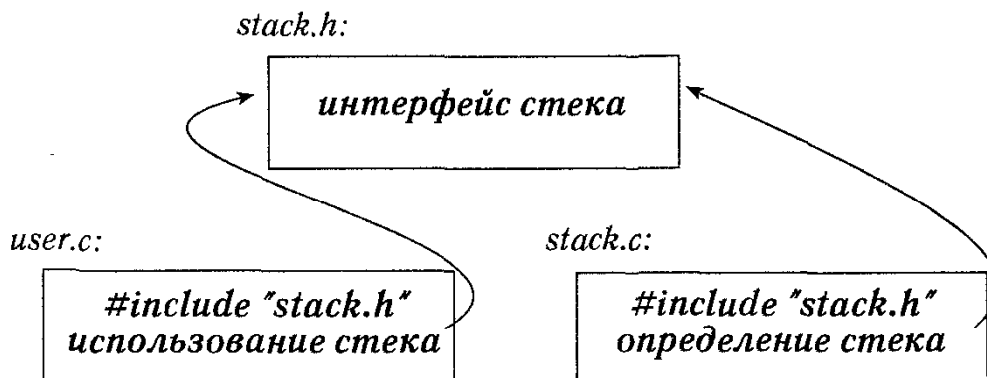 stack.h:
интерфейс стека
user.c:
stack.c:
#include "stack.h"
использование стека
#include "stack.h"
определение стека